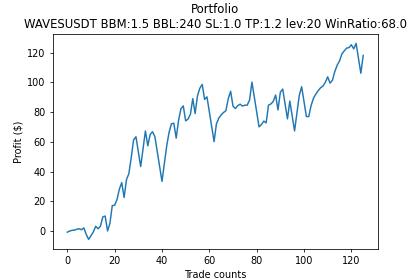 Portfolio
WAVESUSDT BBM:1.5 BBL:240 SL:1.0 TP:1.2 lev:20 WinRatio:68.0
120
100
80
60
40
20
0
Profit ($)
0 20 40 60 80 100 120
Trade counts